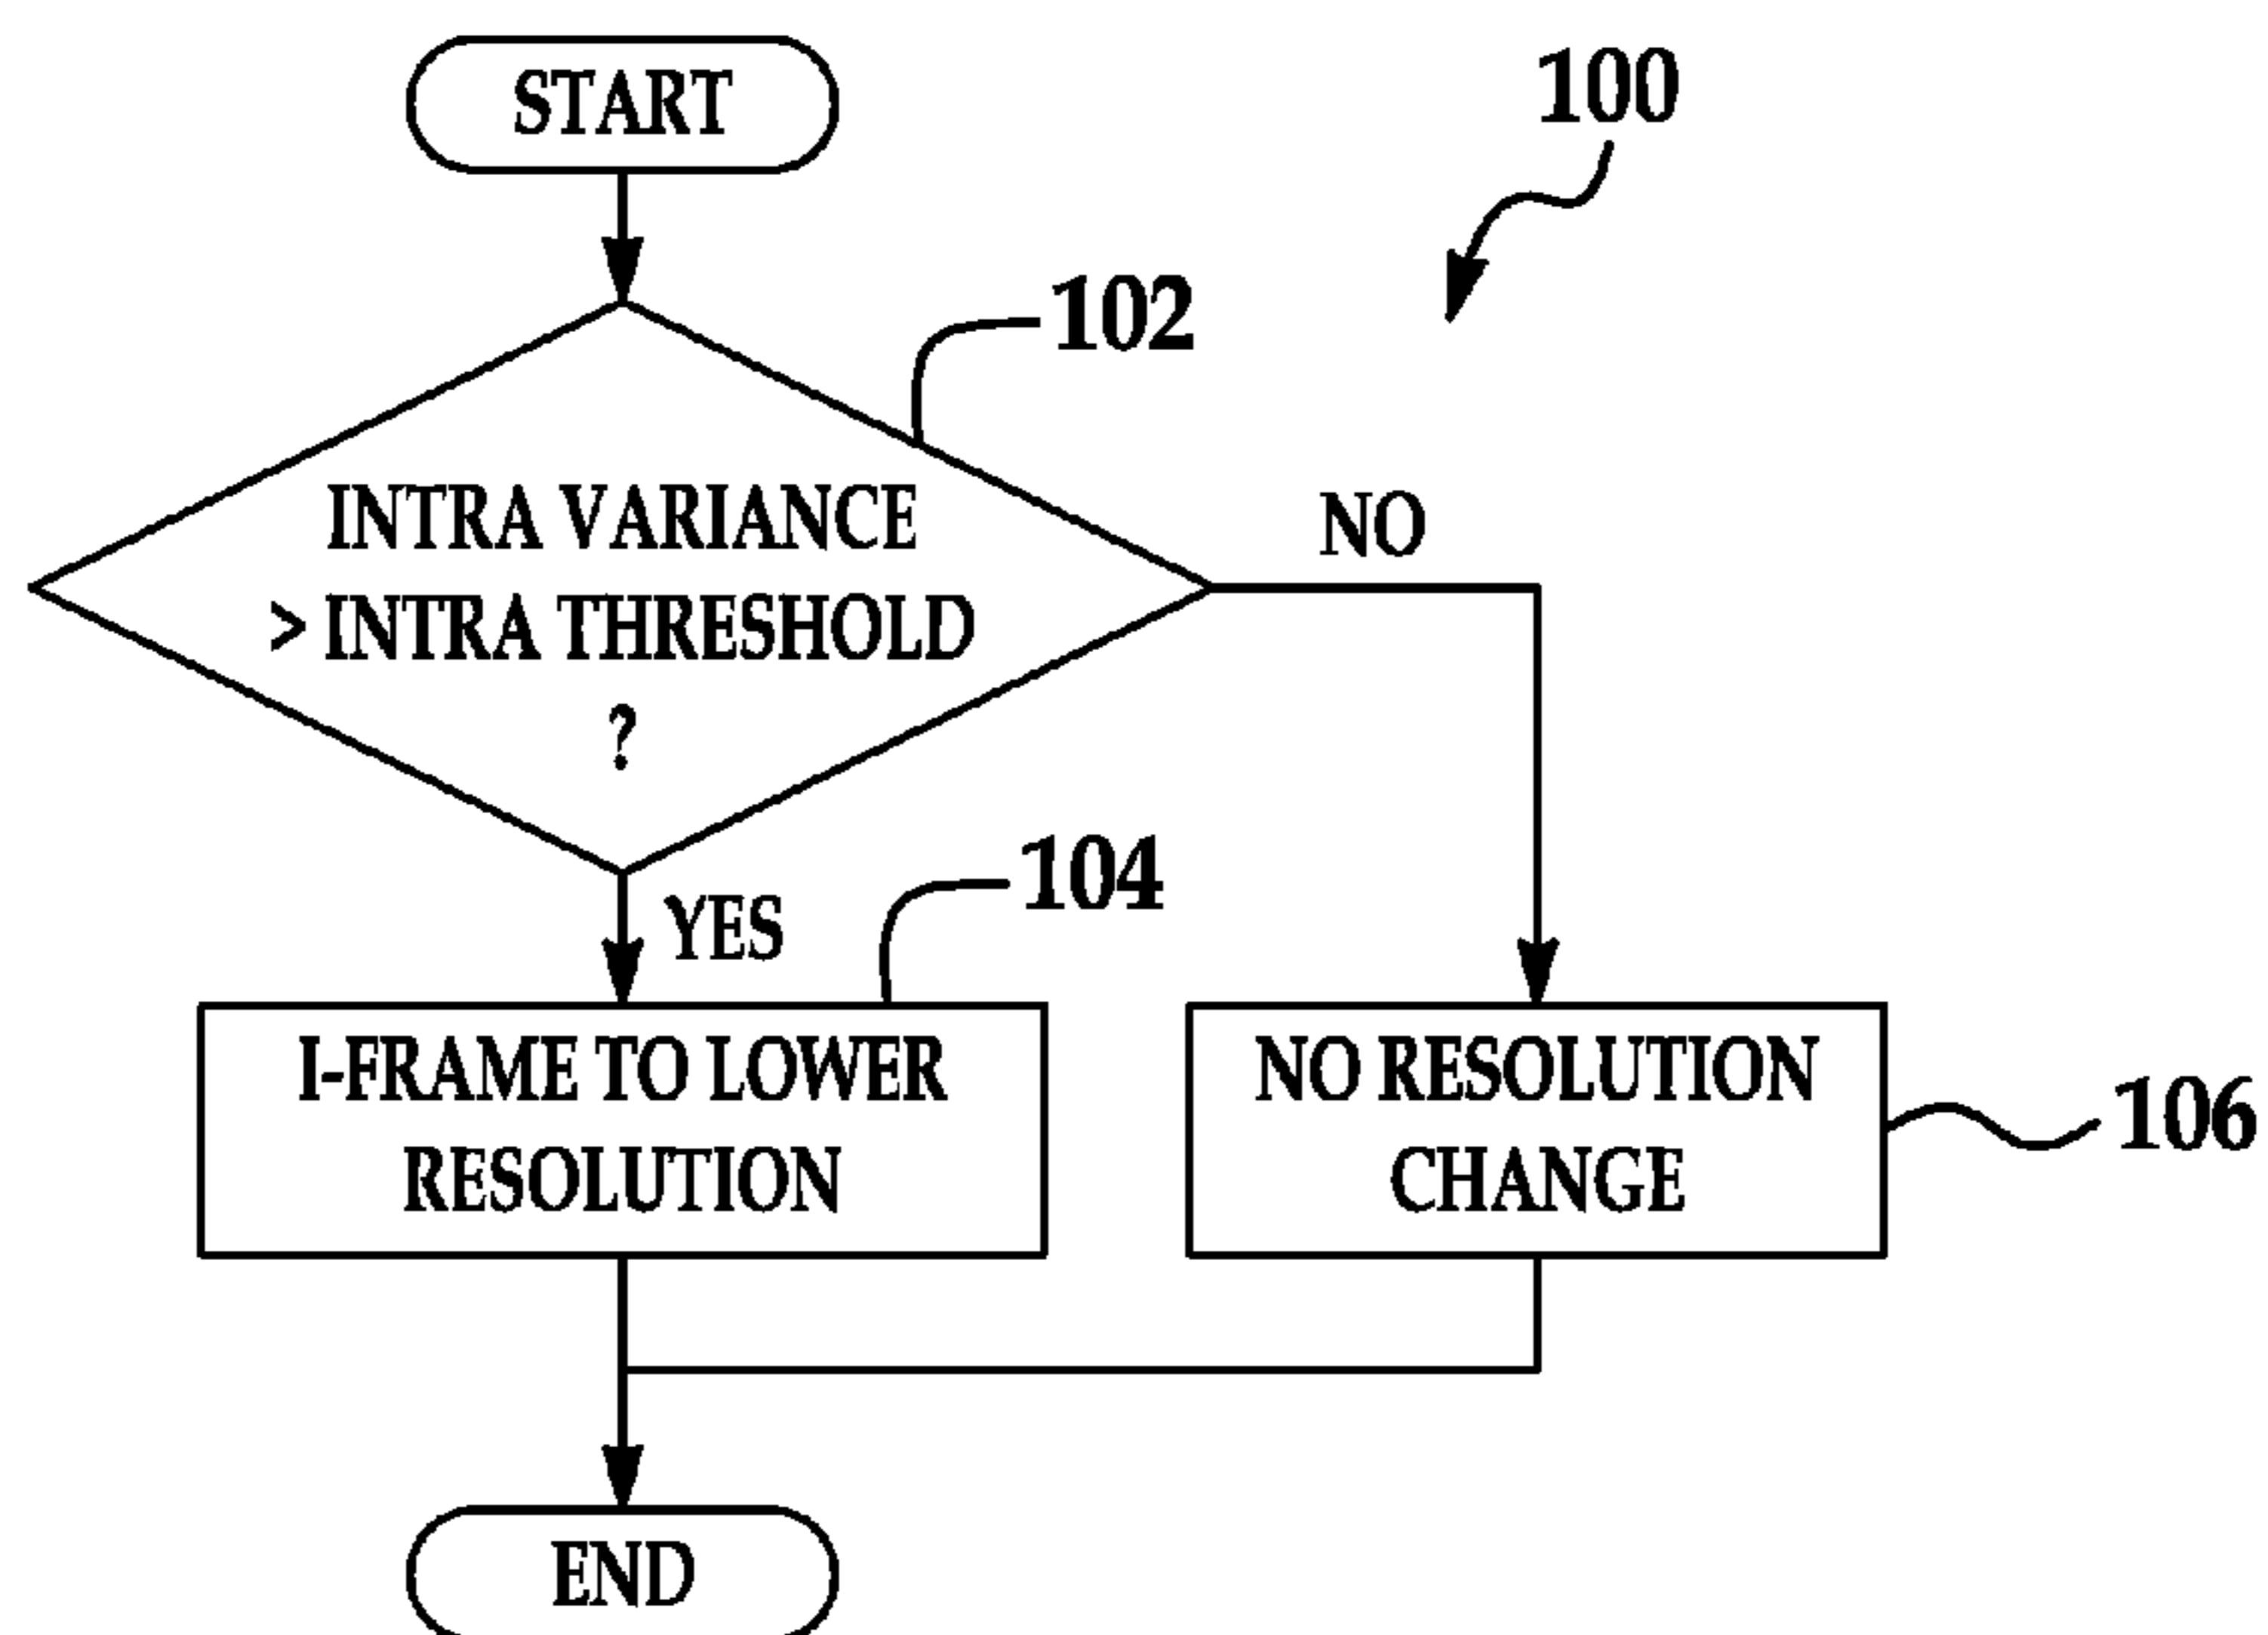 START
100
102
INTRA VARIANCE
> INTRA THRESHOLD
?
NO
YES
104
I-FRAME TO LOWER
RESOLUTION
NO RESOLUTION
CHANGE
106
END